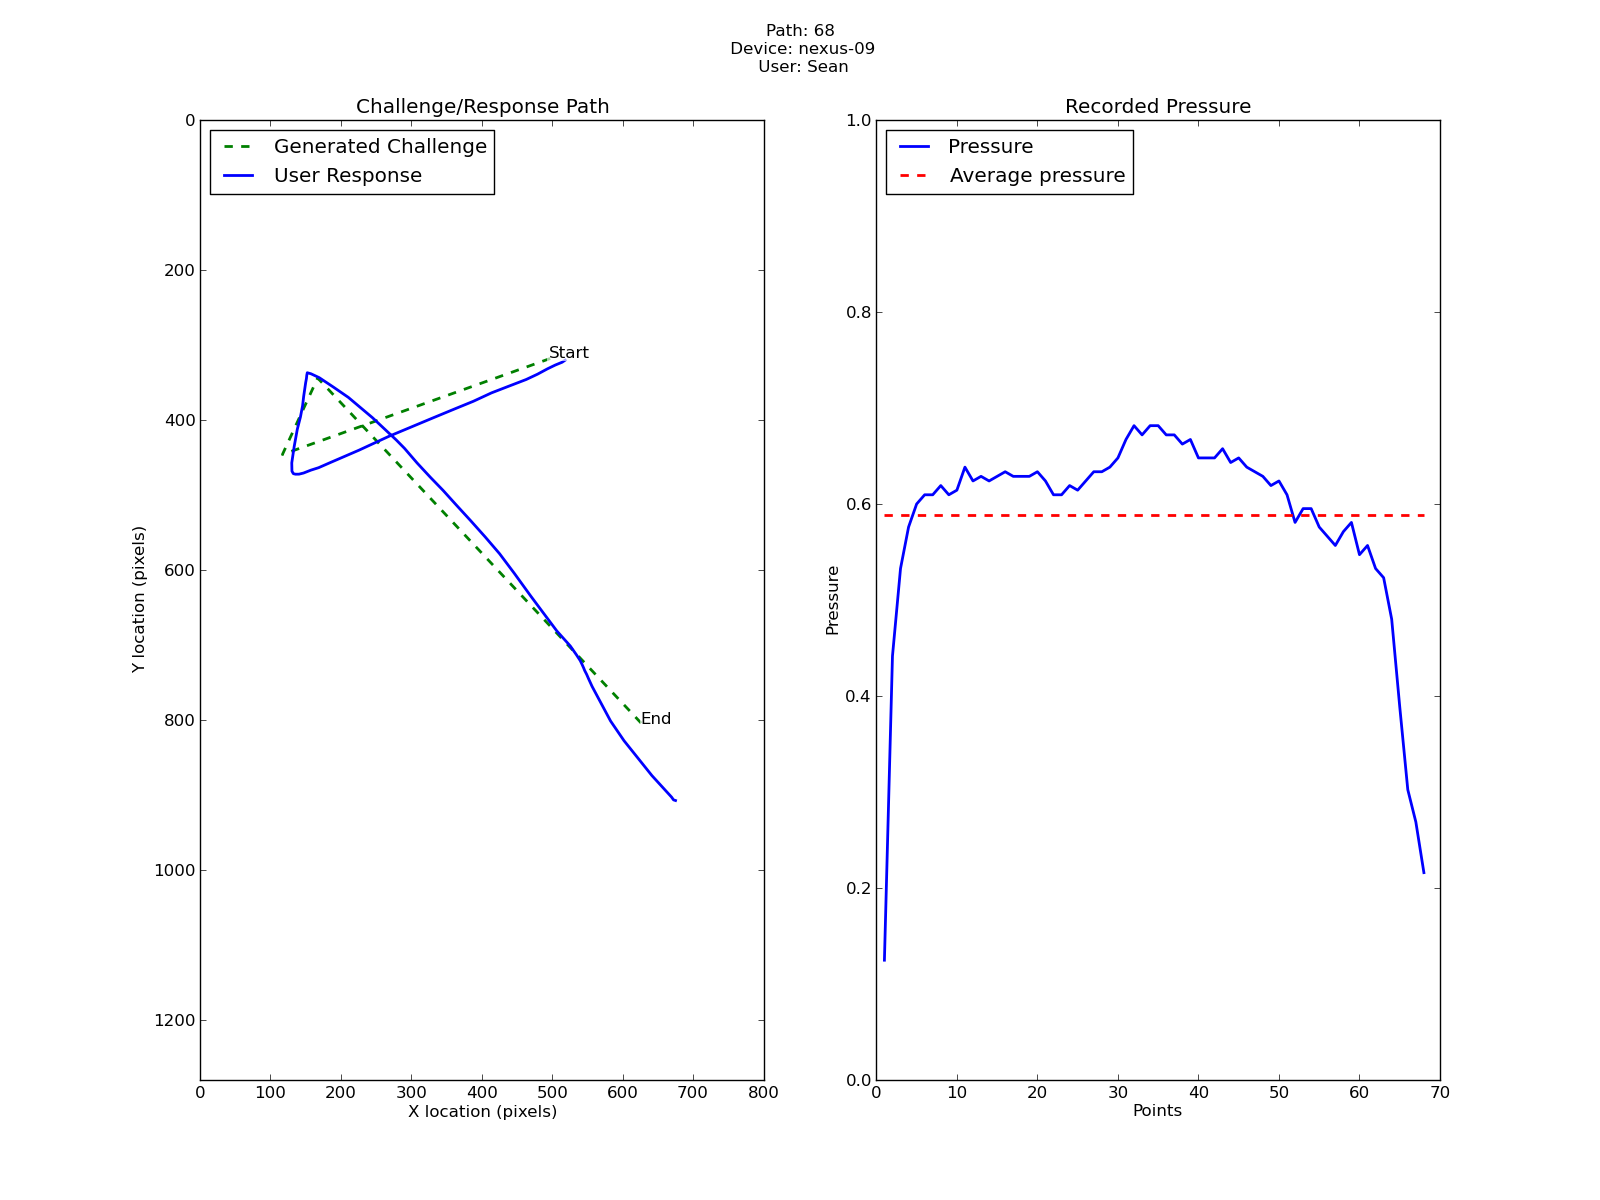 Path: 68
Device: nexus-09
User: Sean
Challenge/Response Path
Generated Challenge
User Response
0
200
400
600
800
1000
1200
Y location (pixels)
Start
End
0 100 200 300 400 500 600 700 800
X location (pixels)
Recorded Pressure
Pressure
Average pressure
1.0
0.8
0.6
0.4
0.2
0.0
Pressure
0 10 20 30 40 50 60 70
Points